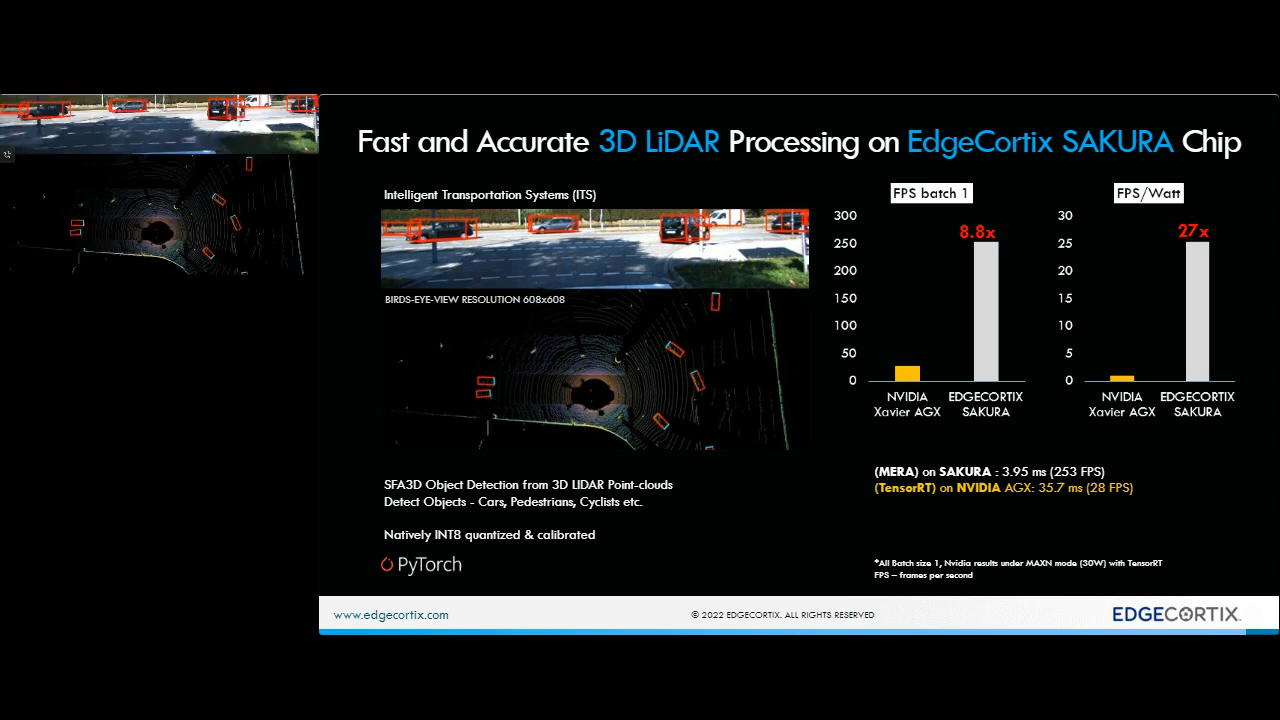 Fast and Accurate 3D LiDAR Processing on EdgeCortix SAKURA Chip
Intelligent Transportation Systems (ITS)
BIRDS-EYE-VIEW RESOLUTION 608x608
SFA3D Object Detection from 3D LIDAR Point-clouds
Detect Objects - Cars, Pedestrians, Cyclists etc.
Natively INT8 quantized & calibrated
PyTorch
FPS batch 1
300
250
200
150
100
50
0
8.8x
NVIDIA
Xavier AGX
EDGECORTIX
SAKURA
FPS/Watt
30
25
20
15
10
5
0
27x
NVIDIA
Xavier AGX
EDGECORTIX
SAKURA
(MERA) on SAKURA : 3.95 ms (253 FPS)
(TensorRT) on NVIDIA AGX: 35.7 ms (28 FPS)
*All Batch size 1, Nvidia results under MAXN mode (30W) with TensorRT
FPS – frames per second
www.edgecortix.com
© 2022 EDGECORTIX. ALL RIGHTS RESERVED
EDGECORTIX